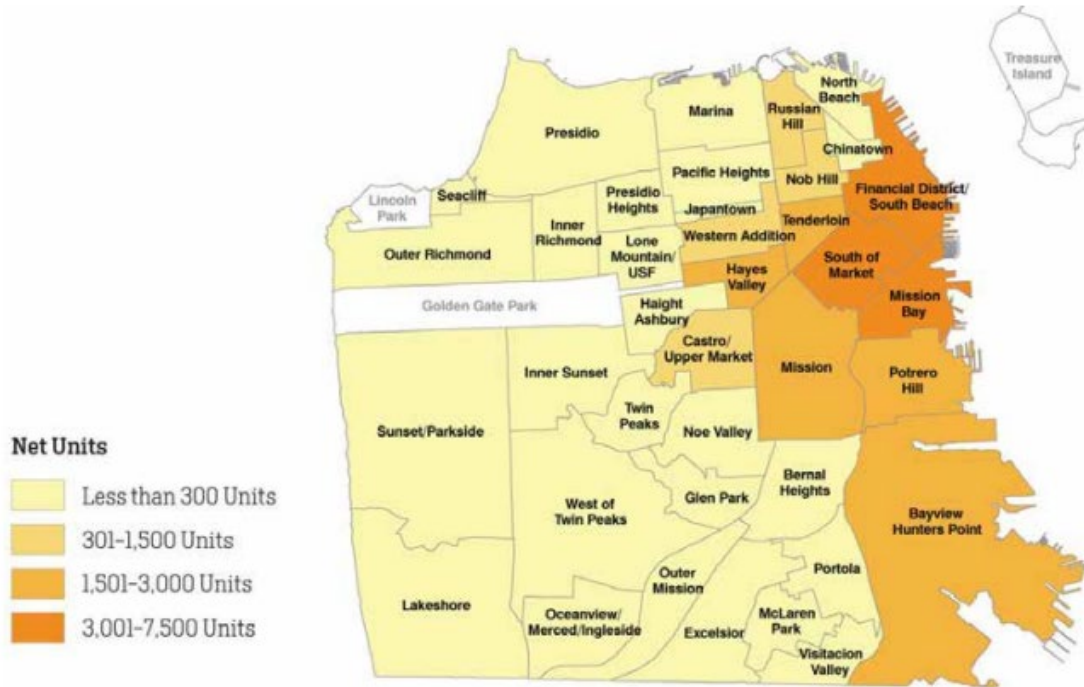 Treasure
Island
North
Beach
Russian
Hill
Marina
Presidio
Chinatown
Pacific Heights
Nob Hill
Seacliff
Lincoln
Park
Presidio
Heights
Financial District/
South Beach
Japantown
Tenderloin
Inner
Richmond
Western Addition
Outer Richmond
Lone
Mountain/
USF
South of
Market
Hayes
Valley
Mission
Bay
Golden Gate Park
Haight
Ashbury
Castro/
Upper Market
Mission
Potrero
Hill
Inner Sunset
Twin
Peaks
Noe Valley
Sunset/Parkside
Bernal
Heights
Glen Park
West of
Twin Peaks
Bayview
Hunters Point
Portola
Outer
Mission
Lakeshore
Oceanview/
Merced/Ingleside
McLaren
Park
Excelsior
Visitacion
Valley
Net Units
Less than 300 Units
301–1,500 Units
1,501–3,000 Units
3,001–7,500 Units